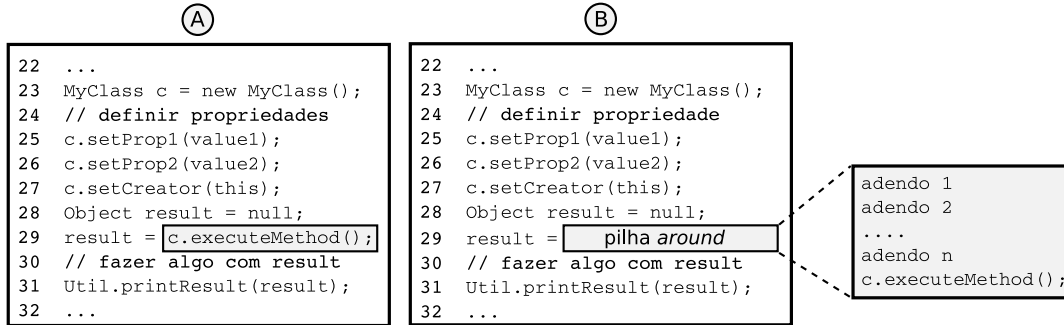 A
22 ...
23 MyClass c = new MyClass();
24 // definir propriedades
25 c.setProp1(value1);
26 c.setProp2(value2);
27 c.setCreator(this);
28 Object result = null;
29 result = c.executeMethod();
30 // fazer algo com result
31 Util.printResult(result);
32 ...
B
22 ...
23 MyClass c = new MyClass();
24 // definir propriedade
25 c.setProp1(value1);
26 c.setProp2(value2);
27 c.setCreator(this);
28 Object result = null;
29 result = pilha around
30 // fazer algo com result
31 Util.printResult(result);
32 ...
adendo 1
adendo 2
....
adendo n
c.executeMethod();